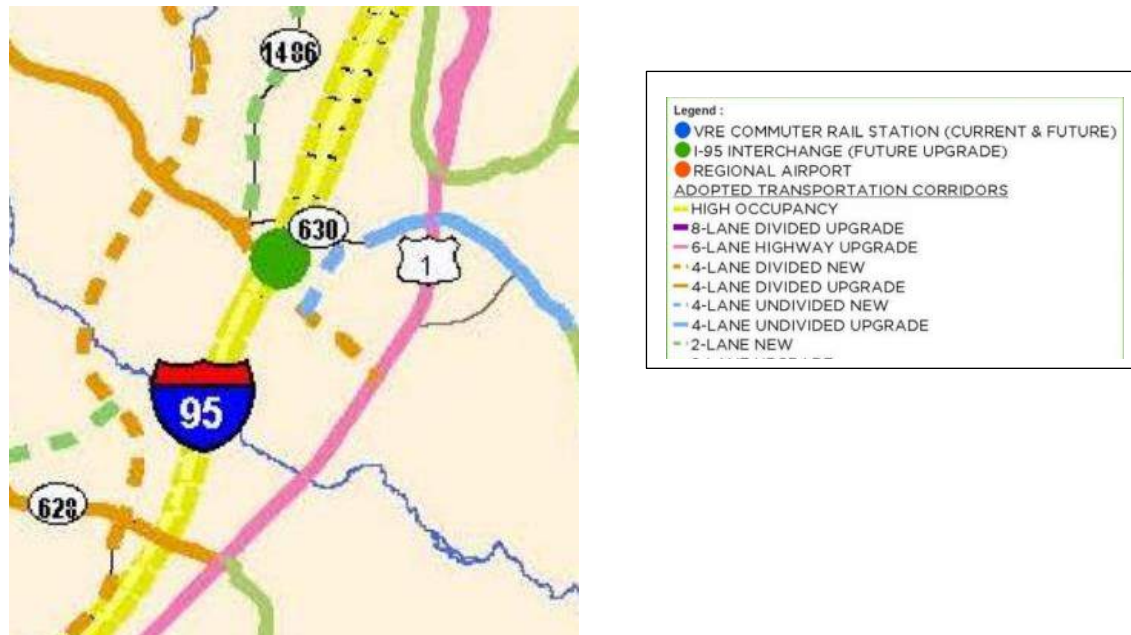 1486
630
1
95
628
Legend :
VRE COMMUTER RAIL STATION (CURRENT & FUTURE)
I-95 INTERCHANGE (FUTURE UPGRADE)
REGIONAL AIRPORT
ADOPTED TRANSPORTATION CORRIDORS
HIGH OCCUPANCY
8-LANE DIVIDED UPGRADE
6-LANE HIGHWAY UPGRADE
4-LANE DIVIDED NEW
4-LANE DIVIDED UPGRADE
4-LANE UNDIVIDED NEW
4-LANE UNDIVIDED UPGRADE
2-LANE NEW